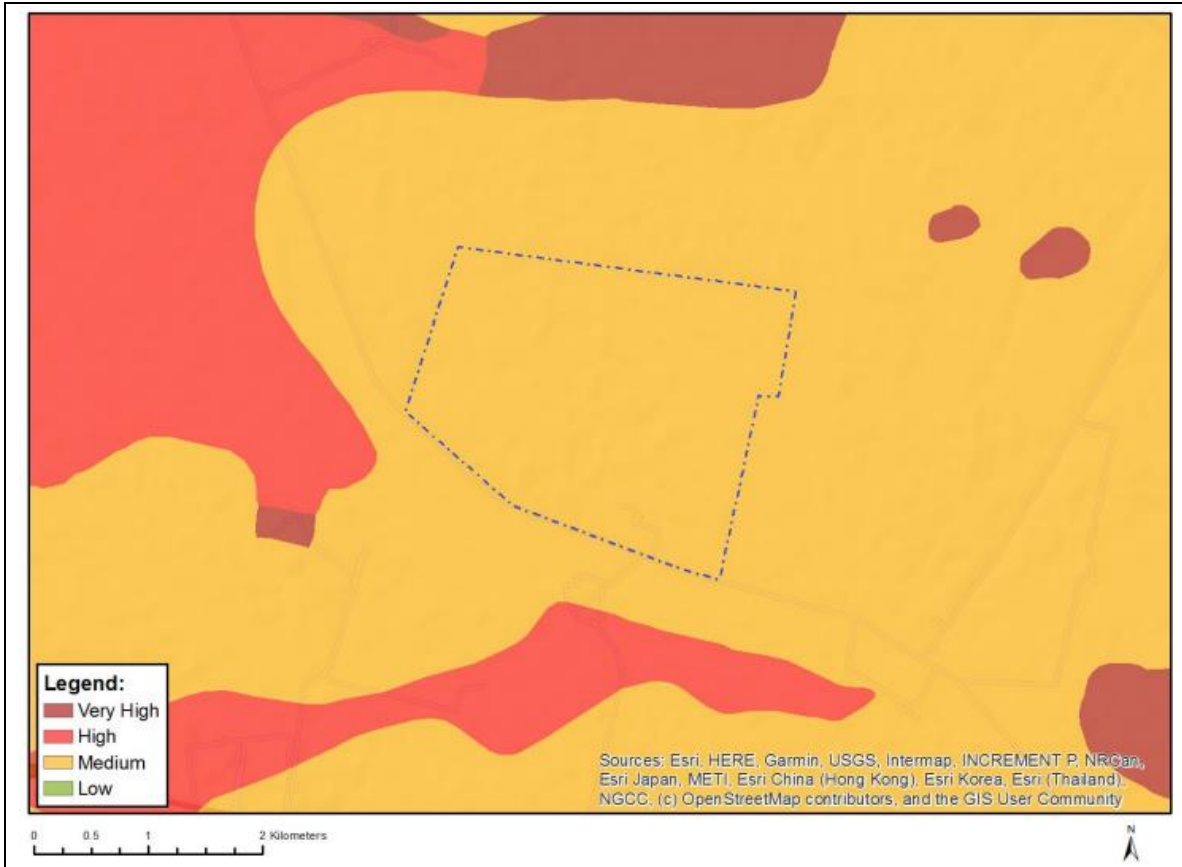 Legend:
Very High
High
Medium
Low
Sources: Esri, HERE, Garmin, USGS, Intermap, INCREMENT P, NRCan,
Esri Japan, METI, Esri China (Hong Kong), Esri Korea, Esri (Thailand),
NGCC, (c) OpenStreetMap contributors, and the GIS User Community
0 0.5 1 2 Kilometers
N